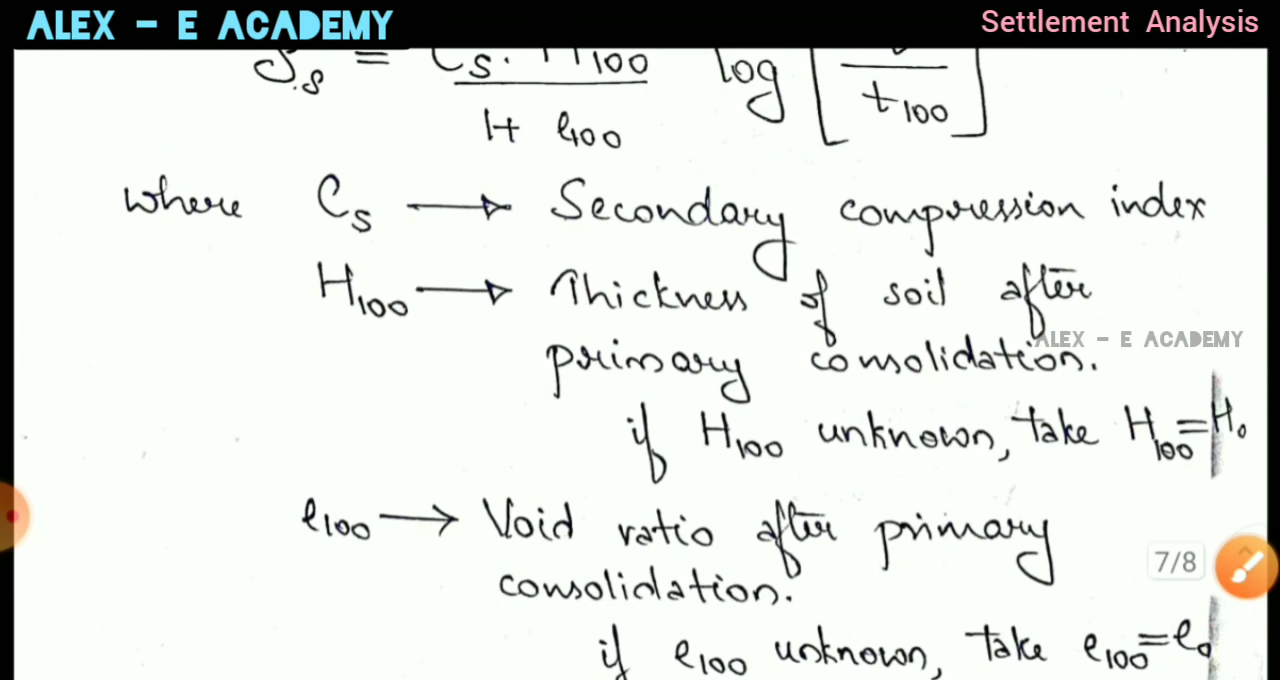 ALEX - E ACADEMY
Settlement Analysis
Ss = Cs. H100 log [ / t100 ]
1+ e100
where Cs → Secondary compression index
H100 → Thickness of soil after
ALEX - E ACADEMY
primary consolidation.
if H100 unknown, take H100 = H0
e100 → Void ratio after primary
7/8
consolidation.
if e100 unknown, take e100 = e0